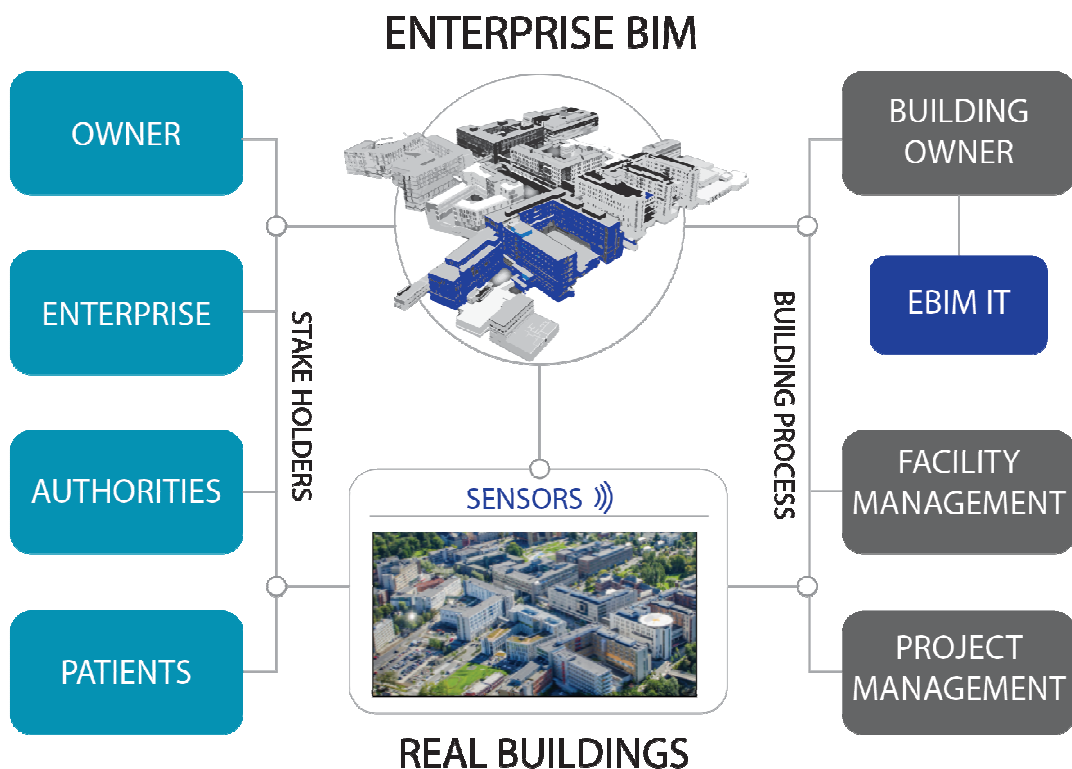 ENTERPRISE BIM
OWNER
ENTERPRISE
AUTHORITIES
PATIENTS
STAKE HOLDERS
SENSORS
REAL BUILDINGS
BUILDING PROCESS
BUILDING
OWNER
EBIM IT
FACILITY
MANAGEMENT
PROJECT
MANAGEMENT